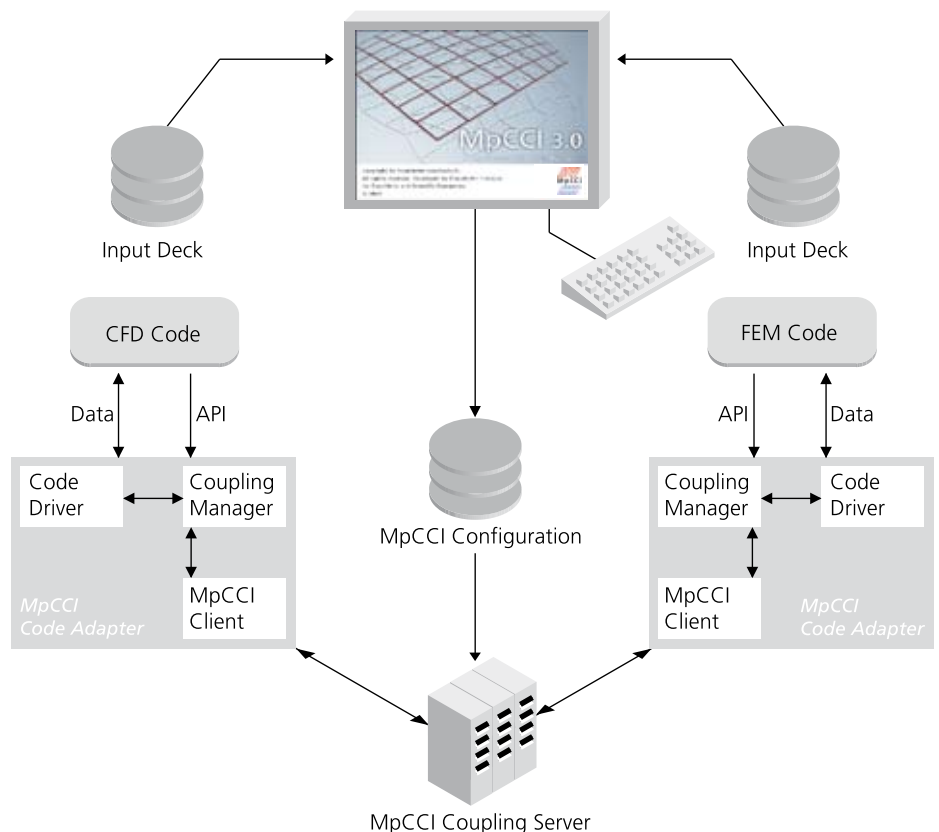 MpCCI 3.0
MpCCI
Input Deck
Input Deck
CFD Code
FEM Code
Data
API
API
Data
Code
Driver
Coupling
Manager
Coupling
Manager
Code
Driver
MpCCI Configuration
MpCCI
Code Adapter
MpCCI
Client
MpCCI
Client
MpCCI
Code Adapter
MpCCI Coupling Server